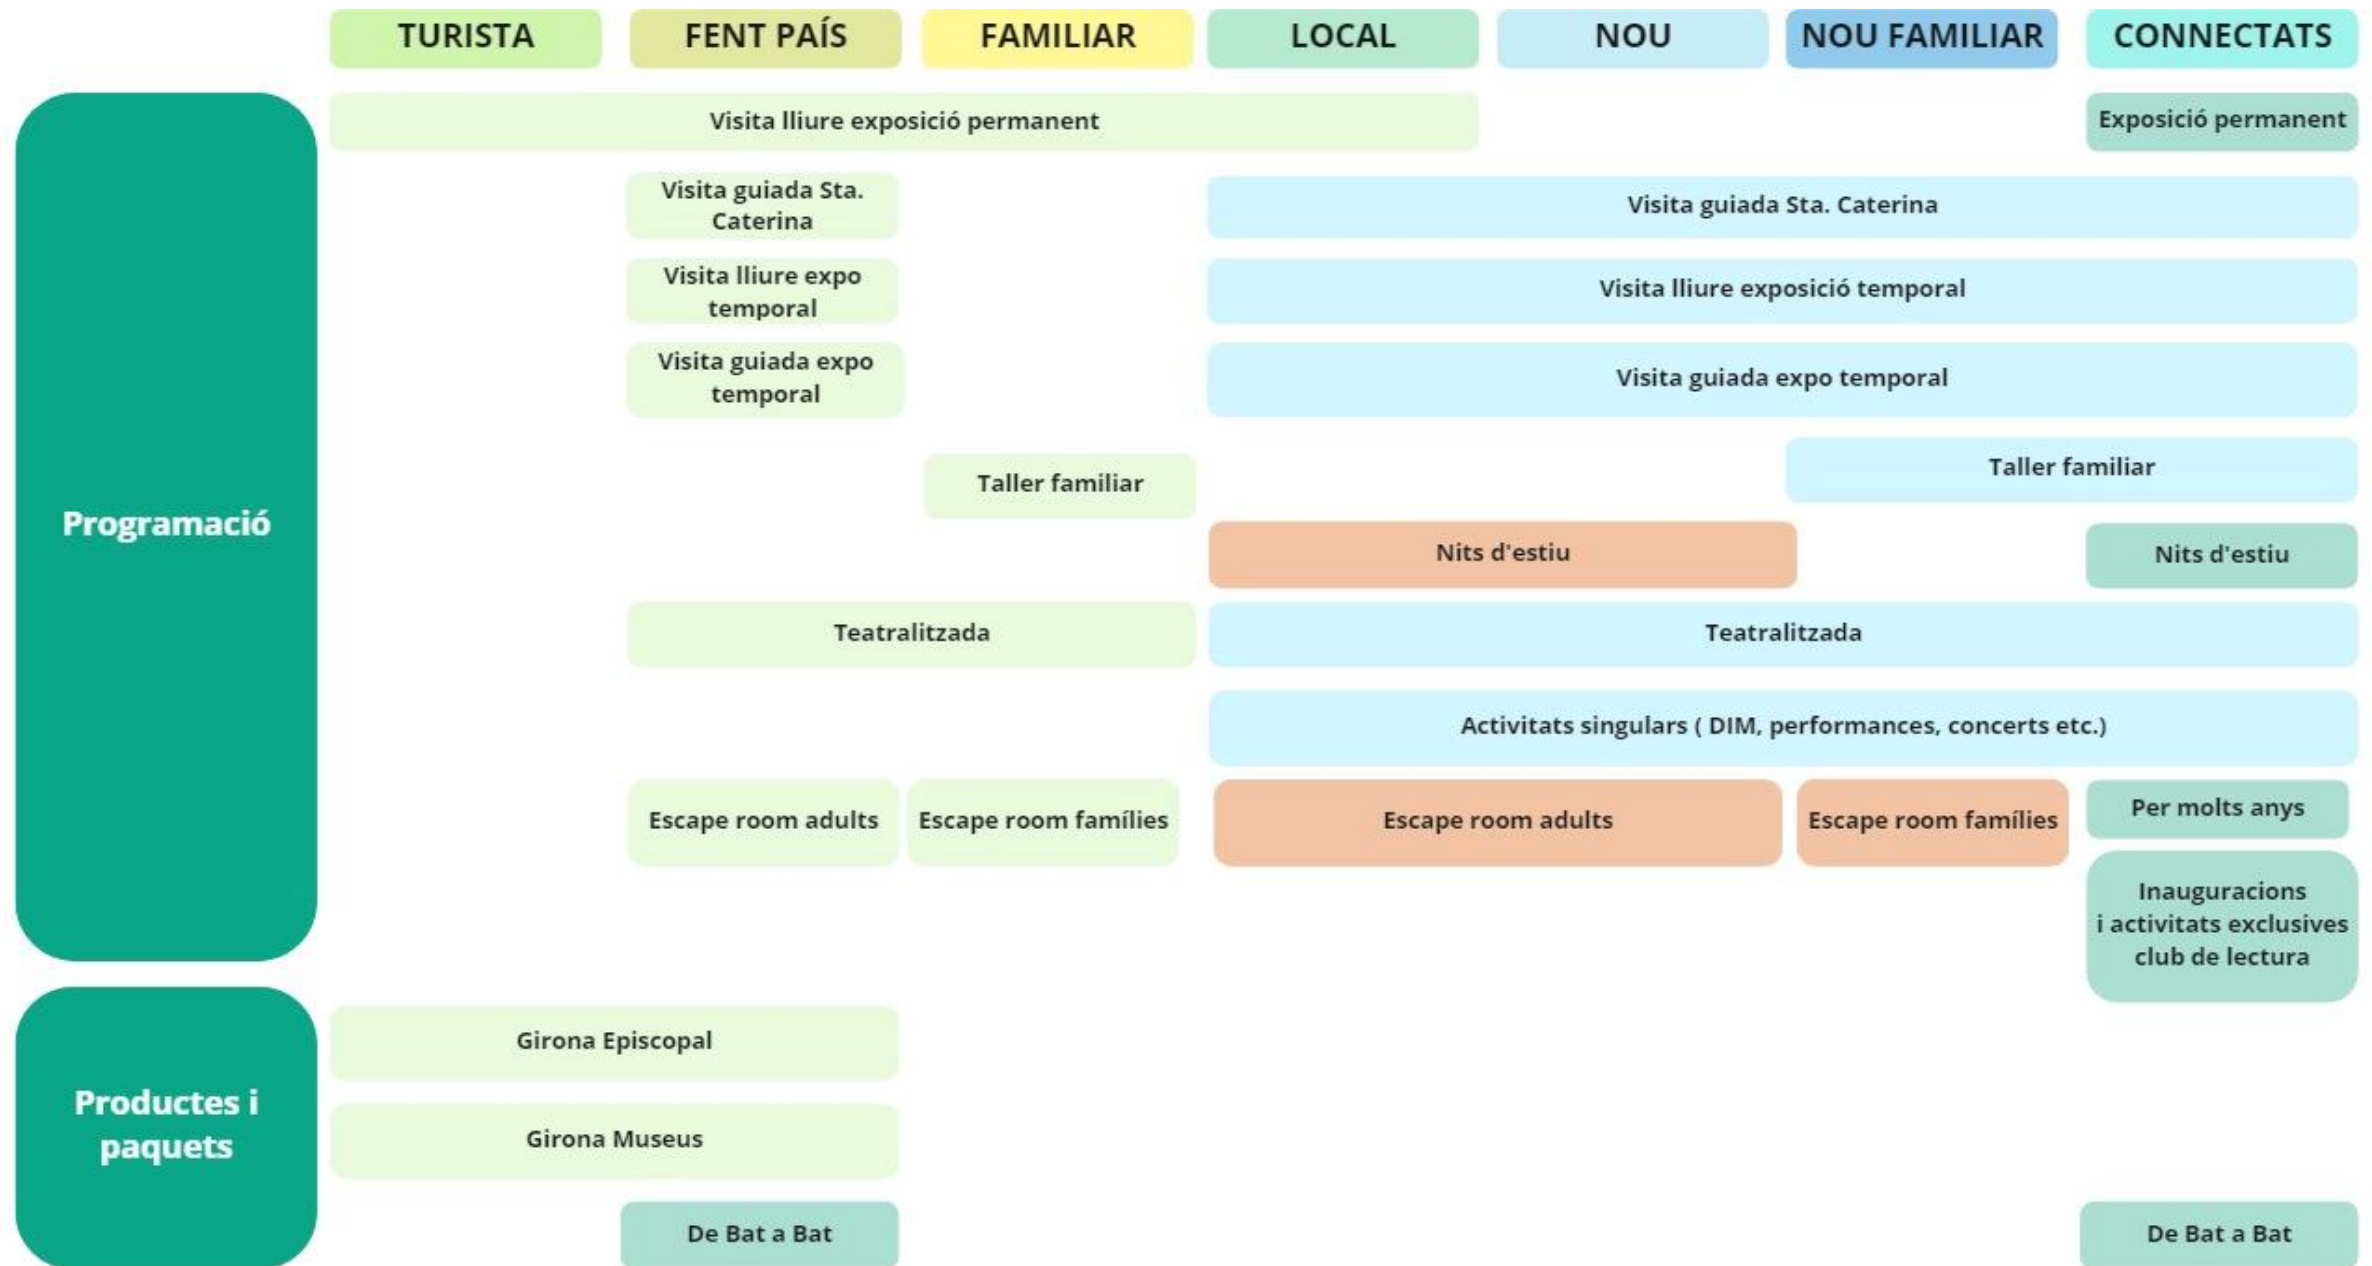 TURISTA
FENT PAÍS
FAMILIAR
LOCAL
NOU
NOU FAMILIAR
CONNECTATS
Programació
Visita lliure exposició permanent
Exposició permanent
Visita guiada Sta.
Caterina
Visita guiada Sta. Caterina
Visita lliure expo
temporal
Visita lliure exposició temporal
Visita guiada expo
temporal
Visita guiada expo temporal
Taller familiar
Taller familiar
Nits d'estiu
Nits d'estiu
Teatralitzada
Teatralitzada
Activitats singulars ( DIM, performances, concerts etc.)
Escape room adults
Escape room famílies
Escape room adults
Escape room famílies
Per molts anys
Inauguracions
i activitats exclusives
club de lectura
Productes i
paquets
Girona Episcopal
Girona Museus
De Bat a Bat
De Bat a Bat